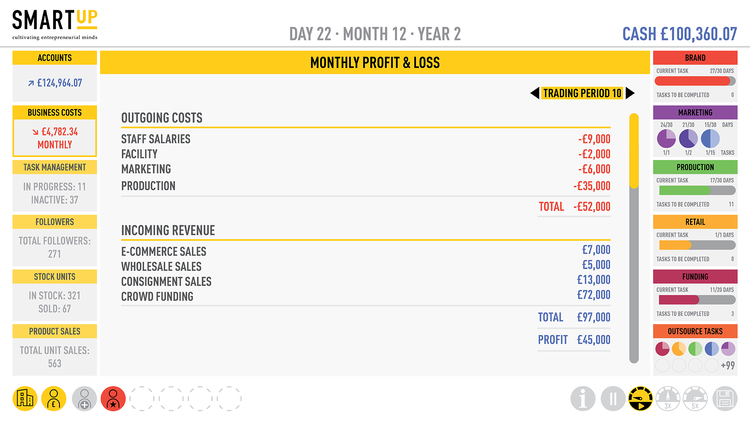 SMARTUP
cultivating entrepreneurial minds
DAY 22 · MONTH 12 · YEAR 2
CASH £100,360.07
ACCOUNTS
£124,964.07
BUSINESS COSTS
£4,782.34
MONTHLY
TASK MANAGEMENT
IN PROGRESS: 11
INACTIVE: 37
FOLLOWERS
TOTAL FOLLOWERS:
271
STOCK UNITS
IN STOCK: 321
SOLD: 67
PRODUCT SALES
TOTAL UNIT SALES:
563
MONTHLY PROFIT & LOSS
TRADING PERIOD 10
OUTGOING COSTS
STAFF SALARIES -£9,000
FACILITY -£2,000
MARKETING -£6,000
PRODUCTION -£35,000
TOTAL -£52,000
INCOMING REVENUE
E-COMMERCE SALES £7,000
WHOLESALE SALES £5,000
CONSIGNMENT SALES £13,000
CROWD FUNDING £72,000
TOTAL £97,000
PROFIT £45,000
BRAND
CURRENT TASK 27/30 DAYS
TASKS TO BE COMPLETED 0
MARKETING
24/30 21/30 15/30 DAYS
1/1 1/2 1/15 TASKS
PRODUCTION
CURRENT TASK 17/30 DAYS
TASKS TO BE COMPLETED 11
RETAIL
CURRENT TASK 1/1 DAYS
TASKS TO BE COMPLETED 0
FUNDING
CURRENT TASK 11/20 DAYS
TASKS TO BE COMPLETED 3
OUTSOURCE TASKS
+99
£
i
3X
5X